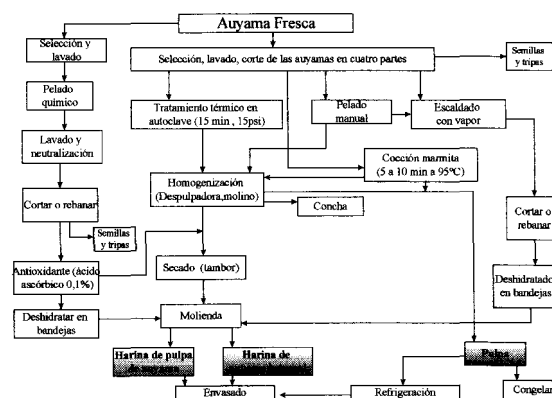 Auyama Fresca
Selección y
lavado
Selección, lavado, corte de las auyamas en cuatro partes
Semillas
y tripas
Pelado
químico
Tratamiento térmico en
autoclave (15 min , 15psi)
Pelado
manual
Escaldado
con vapor
Lavado y
neutralización
Cocción marmita
(5 a 10 min a 95ºC)
Homogenización
(Despulpadora,molino)
Concha
Cortar o rebanar
Cortar o
rebanar
Semillas
y tripas
Antioxidante (ácido
ascórbico 0,1%)
Secado (tambor)
Deshidratado
en bandejas
Deshidratar en
bandejas
Molienda
Harina de pulpa
de auyama
Harina de
Pulpa
Envasado
Refrigeración
Congelar